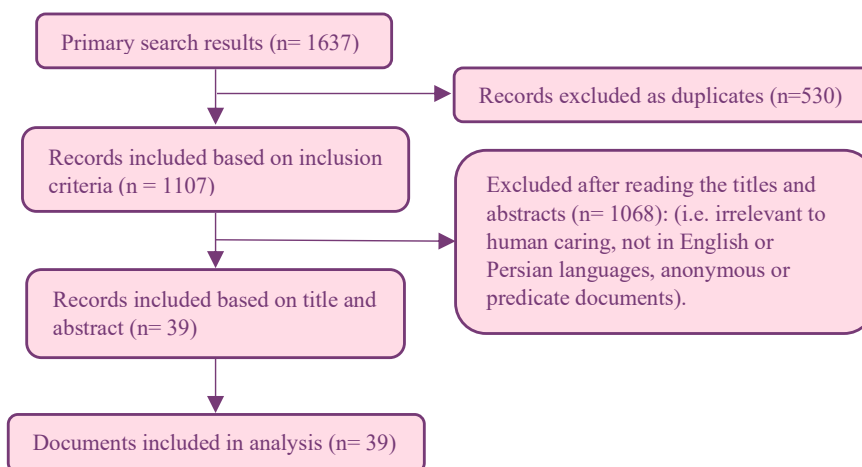 Primary search results (n= 1637)
Records excluded as duplicates (n=530)
Records included based on inclusion
criteria (n = 1107)
Excluded after reading the titles and
abstracts (n= 1068): (i.e. irrelevant to
human caring, not in English or
Persian languages, anonymous or
predicate documents).
Records included based on title and
abstract (n= 39)
Documents included in analysis (n= 39)